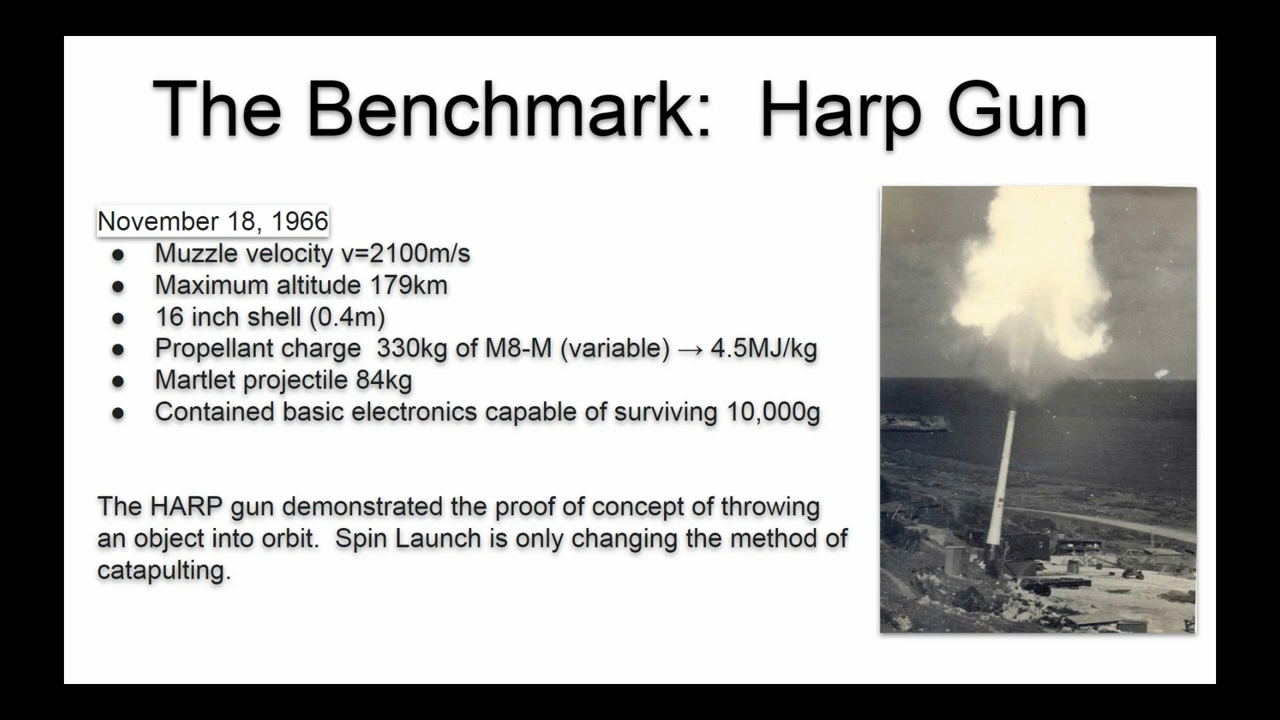 The Benchmark: Harp Gun
November 18, 1966
● Muzzle velocity v=2100m/s
● Maximum altitude 179km
● 16 inch shell (0.4m)
● Propellant charge 330kg of M8-M (variable) → 4.5MJ/kg
● Martlet projectile 84kg
● Contained basic electronics capable of surviving 10,000g
The HARP gun demonstrated the proof of concept of throwing
an object into orbit. Spin Launch is only changing the method of
catapulting.